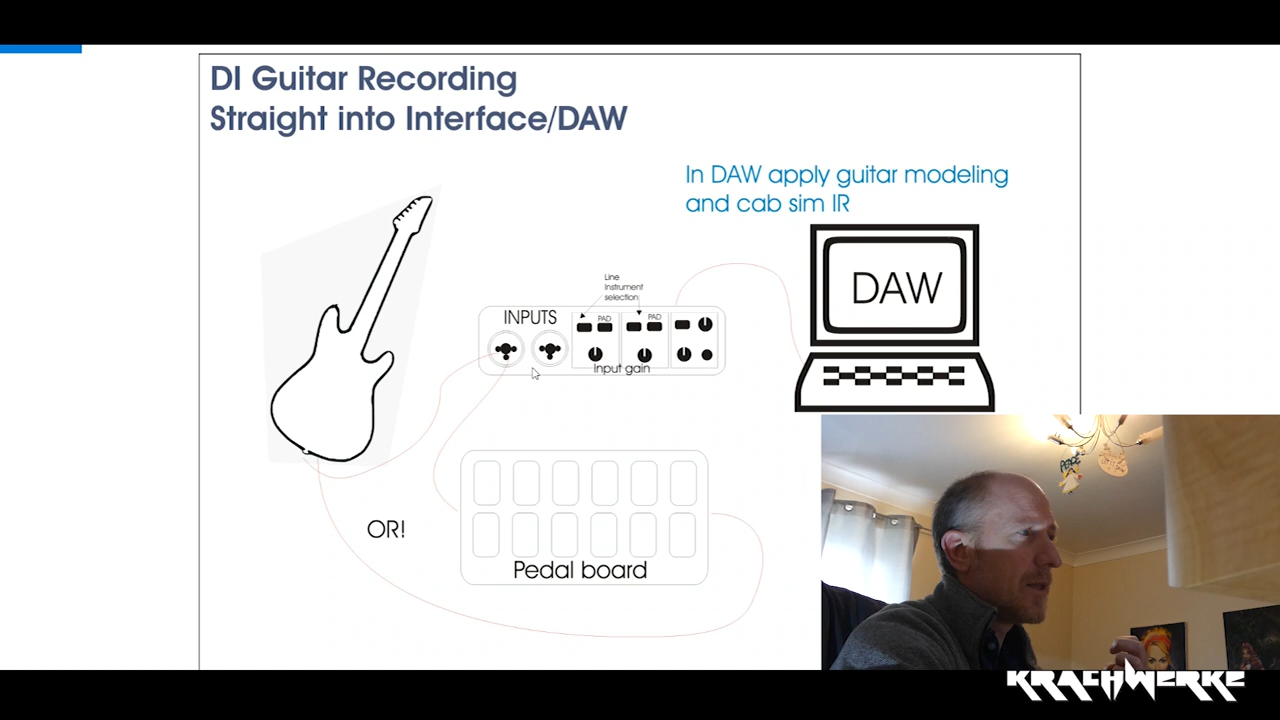 DI Guitar Recording
Straight into Interface/DAW
In DAW apply guitar modeling
and cab sim IR
Line
Instrument
selection
INPUTS
PAD
PAD
Input gain
DAW
OR!
Pedal board
KRACHWERKE